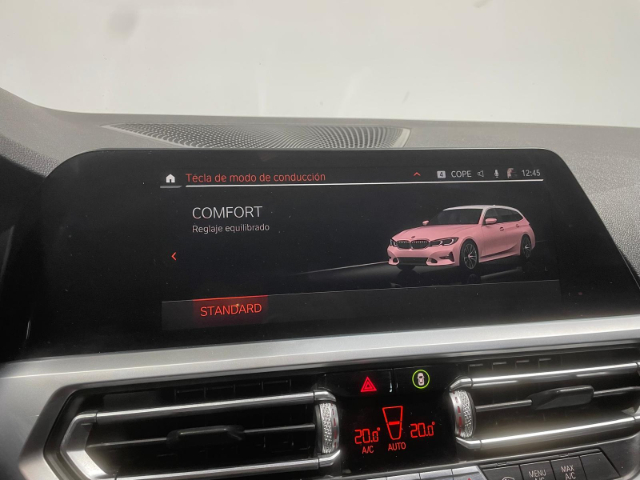 Tecla de modo de conducción
COPE 12:45
COMFORT
Reglaje equilibrado
STANDARD
20.0 20.0
A/C AUTO
MENU A/C
MAX A/C